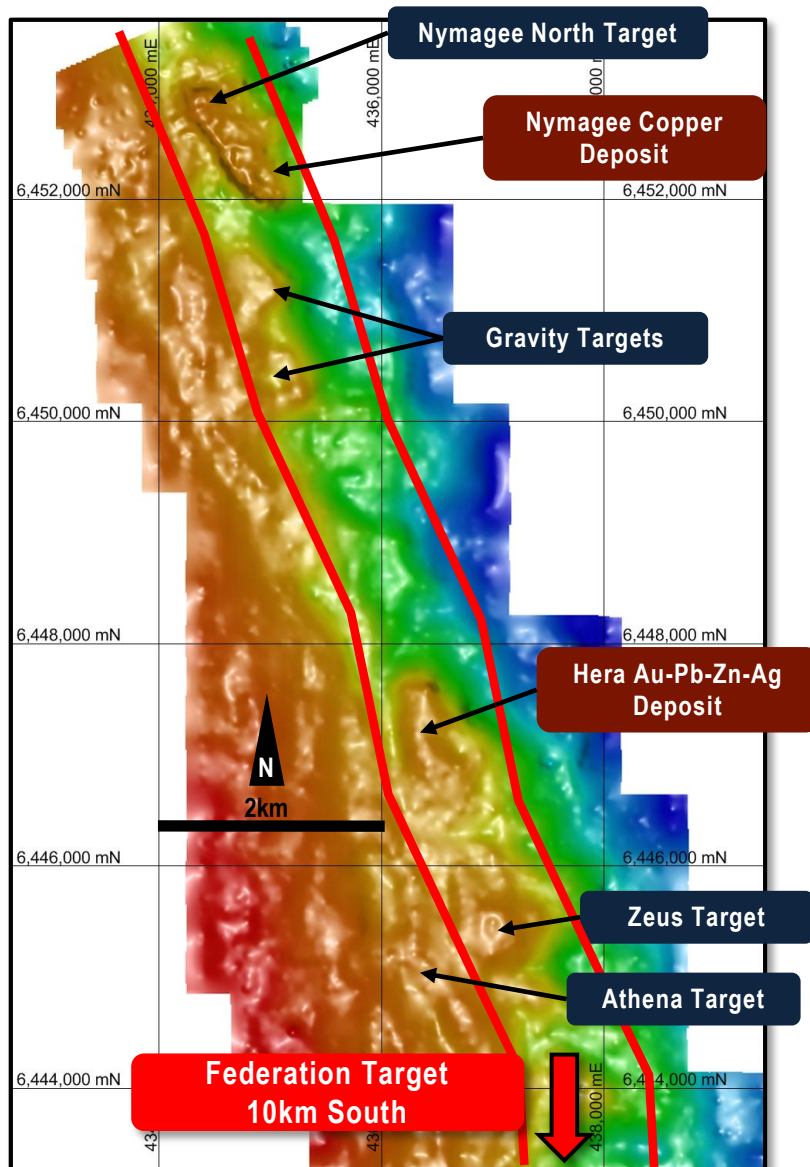 Nymagee North Target
436,000 mE
Nymagee Copper
Deposit
6,452,000 mN
6,452,000 mN
Gravity Targets
6,450,000 mN
6,450,000 mN
6,448,000 mN
6,448,000 mN
Hera Au-Pb-Zn-Ag
Deposit
N
2km
6,446,000 mN
6,446,000 mN
Zeus Target
Athena Target
Federation Target
10km South
6,444,000 mN
438,000 mE